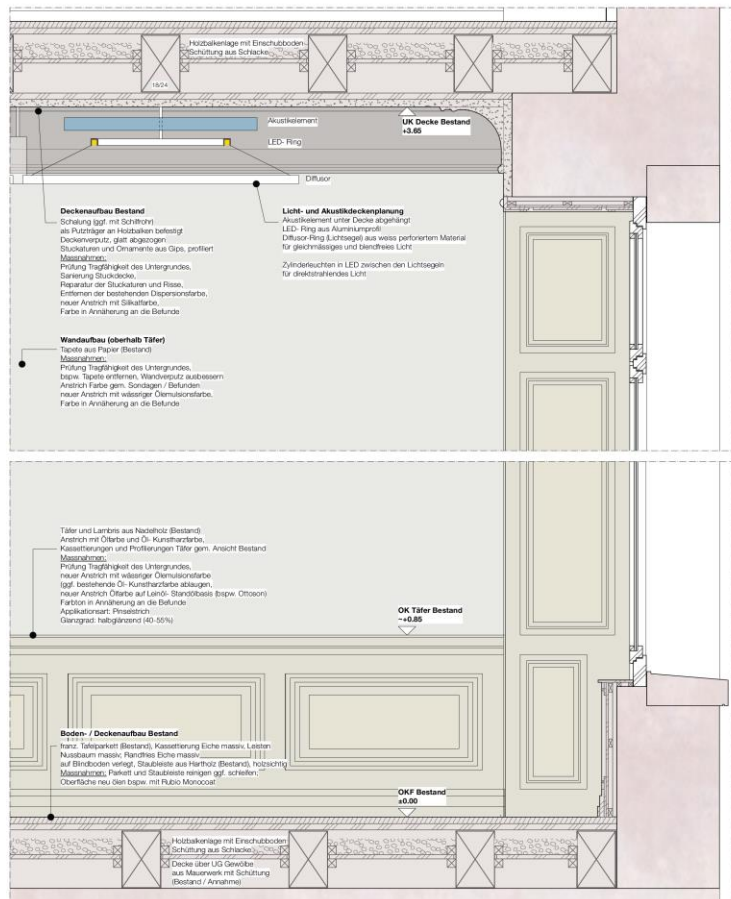 Holzbalkenlage mit Einschubboden
Schüttung aus Schlacke
18/24
Akustikelement
UK Decke Bestand
+3.65
LED- Ring
Diffusor
Deckenaufbau Bestand
Schalung (ggf. mit Schilfrohr)
als Putzträger an Holzbalken befestigt
Deckenverputz, glatt abgezogen
Stuckaturen und Ornamente aus Gips, profiliert
Massnahmen:
Prüfung Tragfähigkeit des Untergrundes,
Sanierung Stuckdecke,
Reparatur der Stuckaturen und Risse,
Entfernen der bestehenden Dispersionsfarbe,
neuer Anstrich mit Silikatfarbe,
Farbe in Annäherung an die Befunde
Licht- und Akustikdeckenplanung
Akustikelement unter Decke abgehängt
LED- Ring aus Aluminiumprofil
Diffusor-Ring (Lichtsegel) aus weiss perforiertem Material
für gleichmässiges und blendfreies Licht
Zylinderleuchten in LED zwischen den Lichtsegeln
für direktstrahlendes Licht
Wandaufbau (oberhalb Täfer)
Tapete aus Papier (Bestand)
Massnahmen:
Prüfung Tragfähigkeit des Untergrundes,
bspw. Tapete entfernen, Wandverputz ausbessern
Anstrich Farbe gem. Sondagen / Befunden
neuer Anstrich mit wässriger Ölemulsionsfarbe,
Farbe in Annäherung an die Befunde
Täfer und Lambris aus Nadelholz (Bestand)
Anstrich mit Ölfarbe und Öl- Kunstharzfarbe,
Kassettierungen und Profilierungen Täfer gem. Ansicht Bestand
Massnahmen:
Prüfung Tragfähigkeit des Untergrundes,
neuer Anstrich mit wässriger Ölemulsionsfarbe
(ggf. bestehende Öl- Kunstharzfarbe ablaugen,
neuer Anstrich Ölfarbe auf Leinöl- Standölbasis (bspw. Ottoson)
Farbton in Annäherung an die Befunde
Applikationsart: Pinselstrich
Glanzgrad: halbglänzend (40-55%)
OK Täfer Bestand
~+0.85
Boden- / Deckenaufbau Bestand
franz. Tafelparkett (Bestand), Kassettierung Eiche massiv, Leisten
Nussbaum massiv, Randfries Eiche massiv
auf Blindboden verlegt, Staubleiste aus Hartholz (Bestand), holzsichtig
Massnahmen: Parkett und Staubleiste reinigen ggf. schleifen,
Oberfläche neu ölen bspw. mit Rubio Monocoat
OKF Bestand
±0.00
Holzbalkenlage mit Einschubboden
Schüttung aus Schlacke
Decke über UG Gewölbe
aus Mauerwerk mit Schüttung
(Bestand / Annahme)